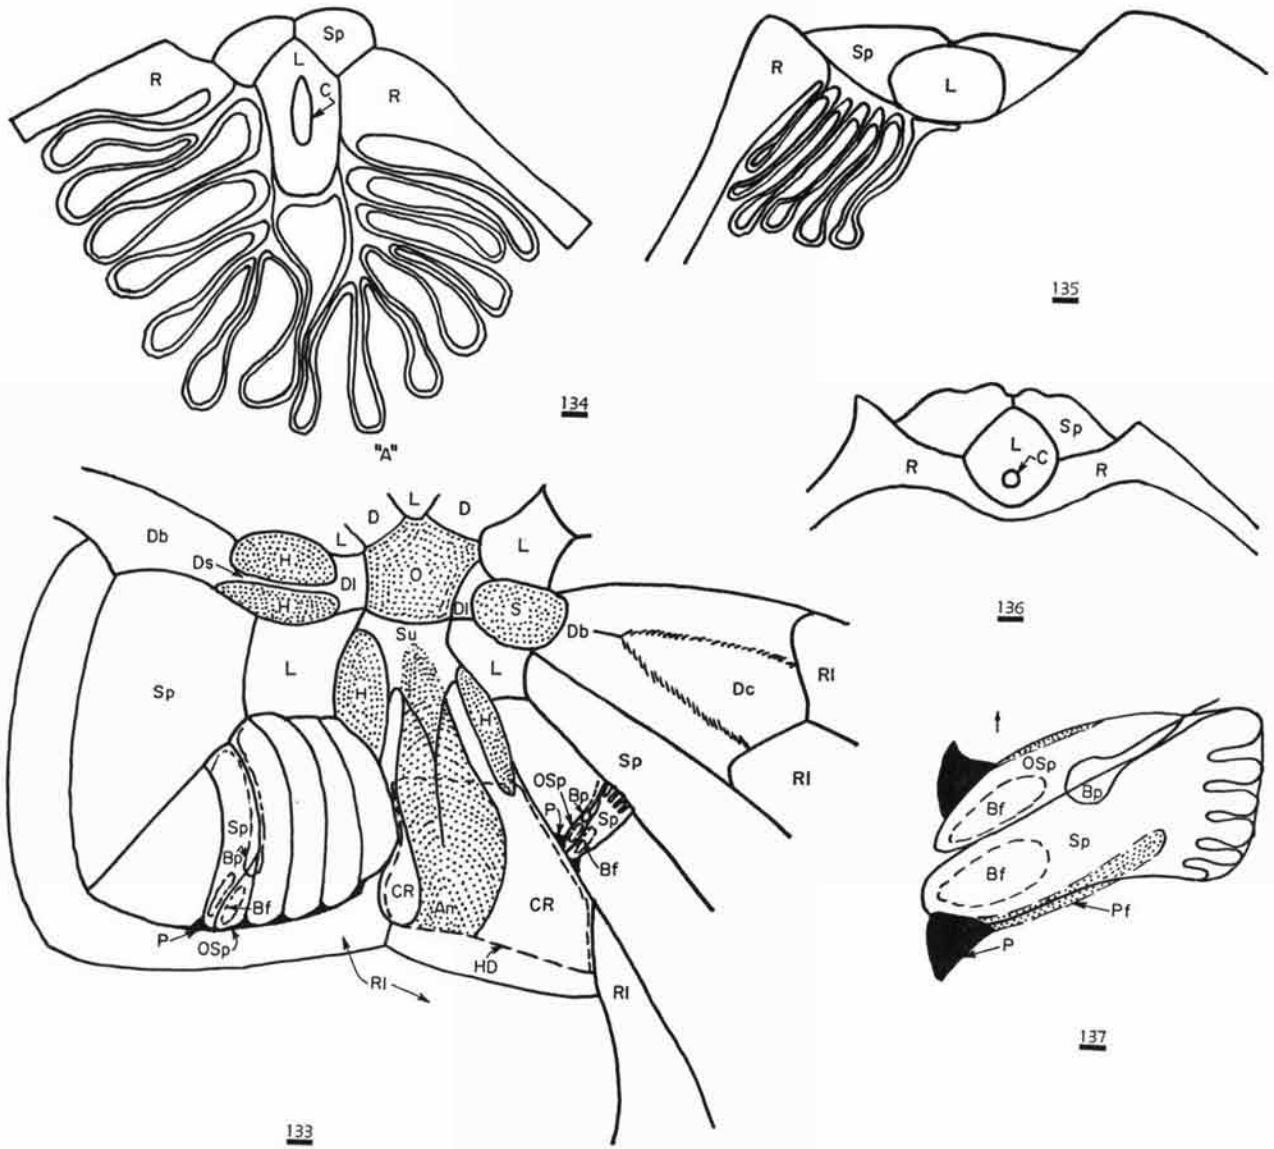 Sp
L
R
C
R
134
Sp
R
L
135
Sp
L
C
R
R
136
"A"
L
D
D
L
L
Db
H
Ds
Dl
O
H
Dl
S
Db
Su
L
L
Sp
H
H
Dc
Rl
Sp
Rl
OSp
Bp
P
Sp
Bf
Sp
Bp
Bf
CR
An
CR
P
OSp
HD
Rl
Rl
133
OSp
Bp
Bf
Sp
Bf
Pf
P
137